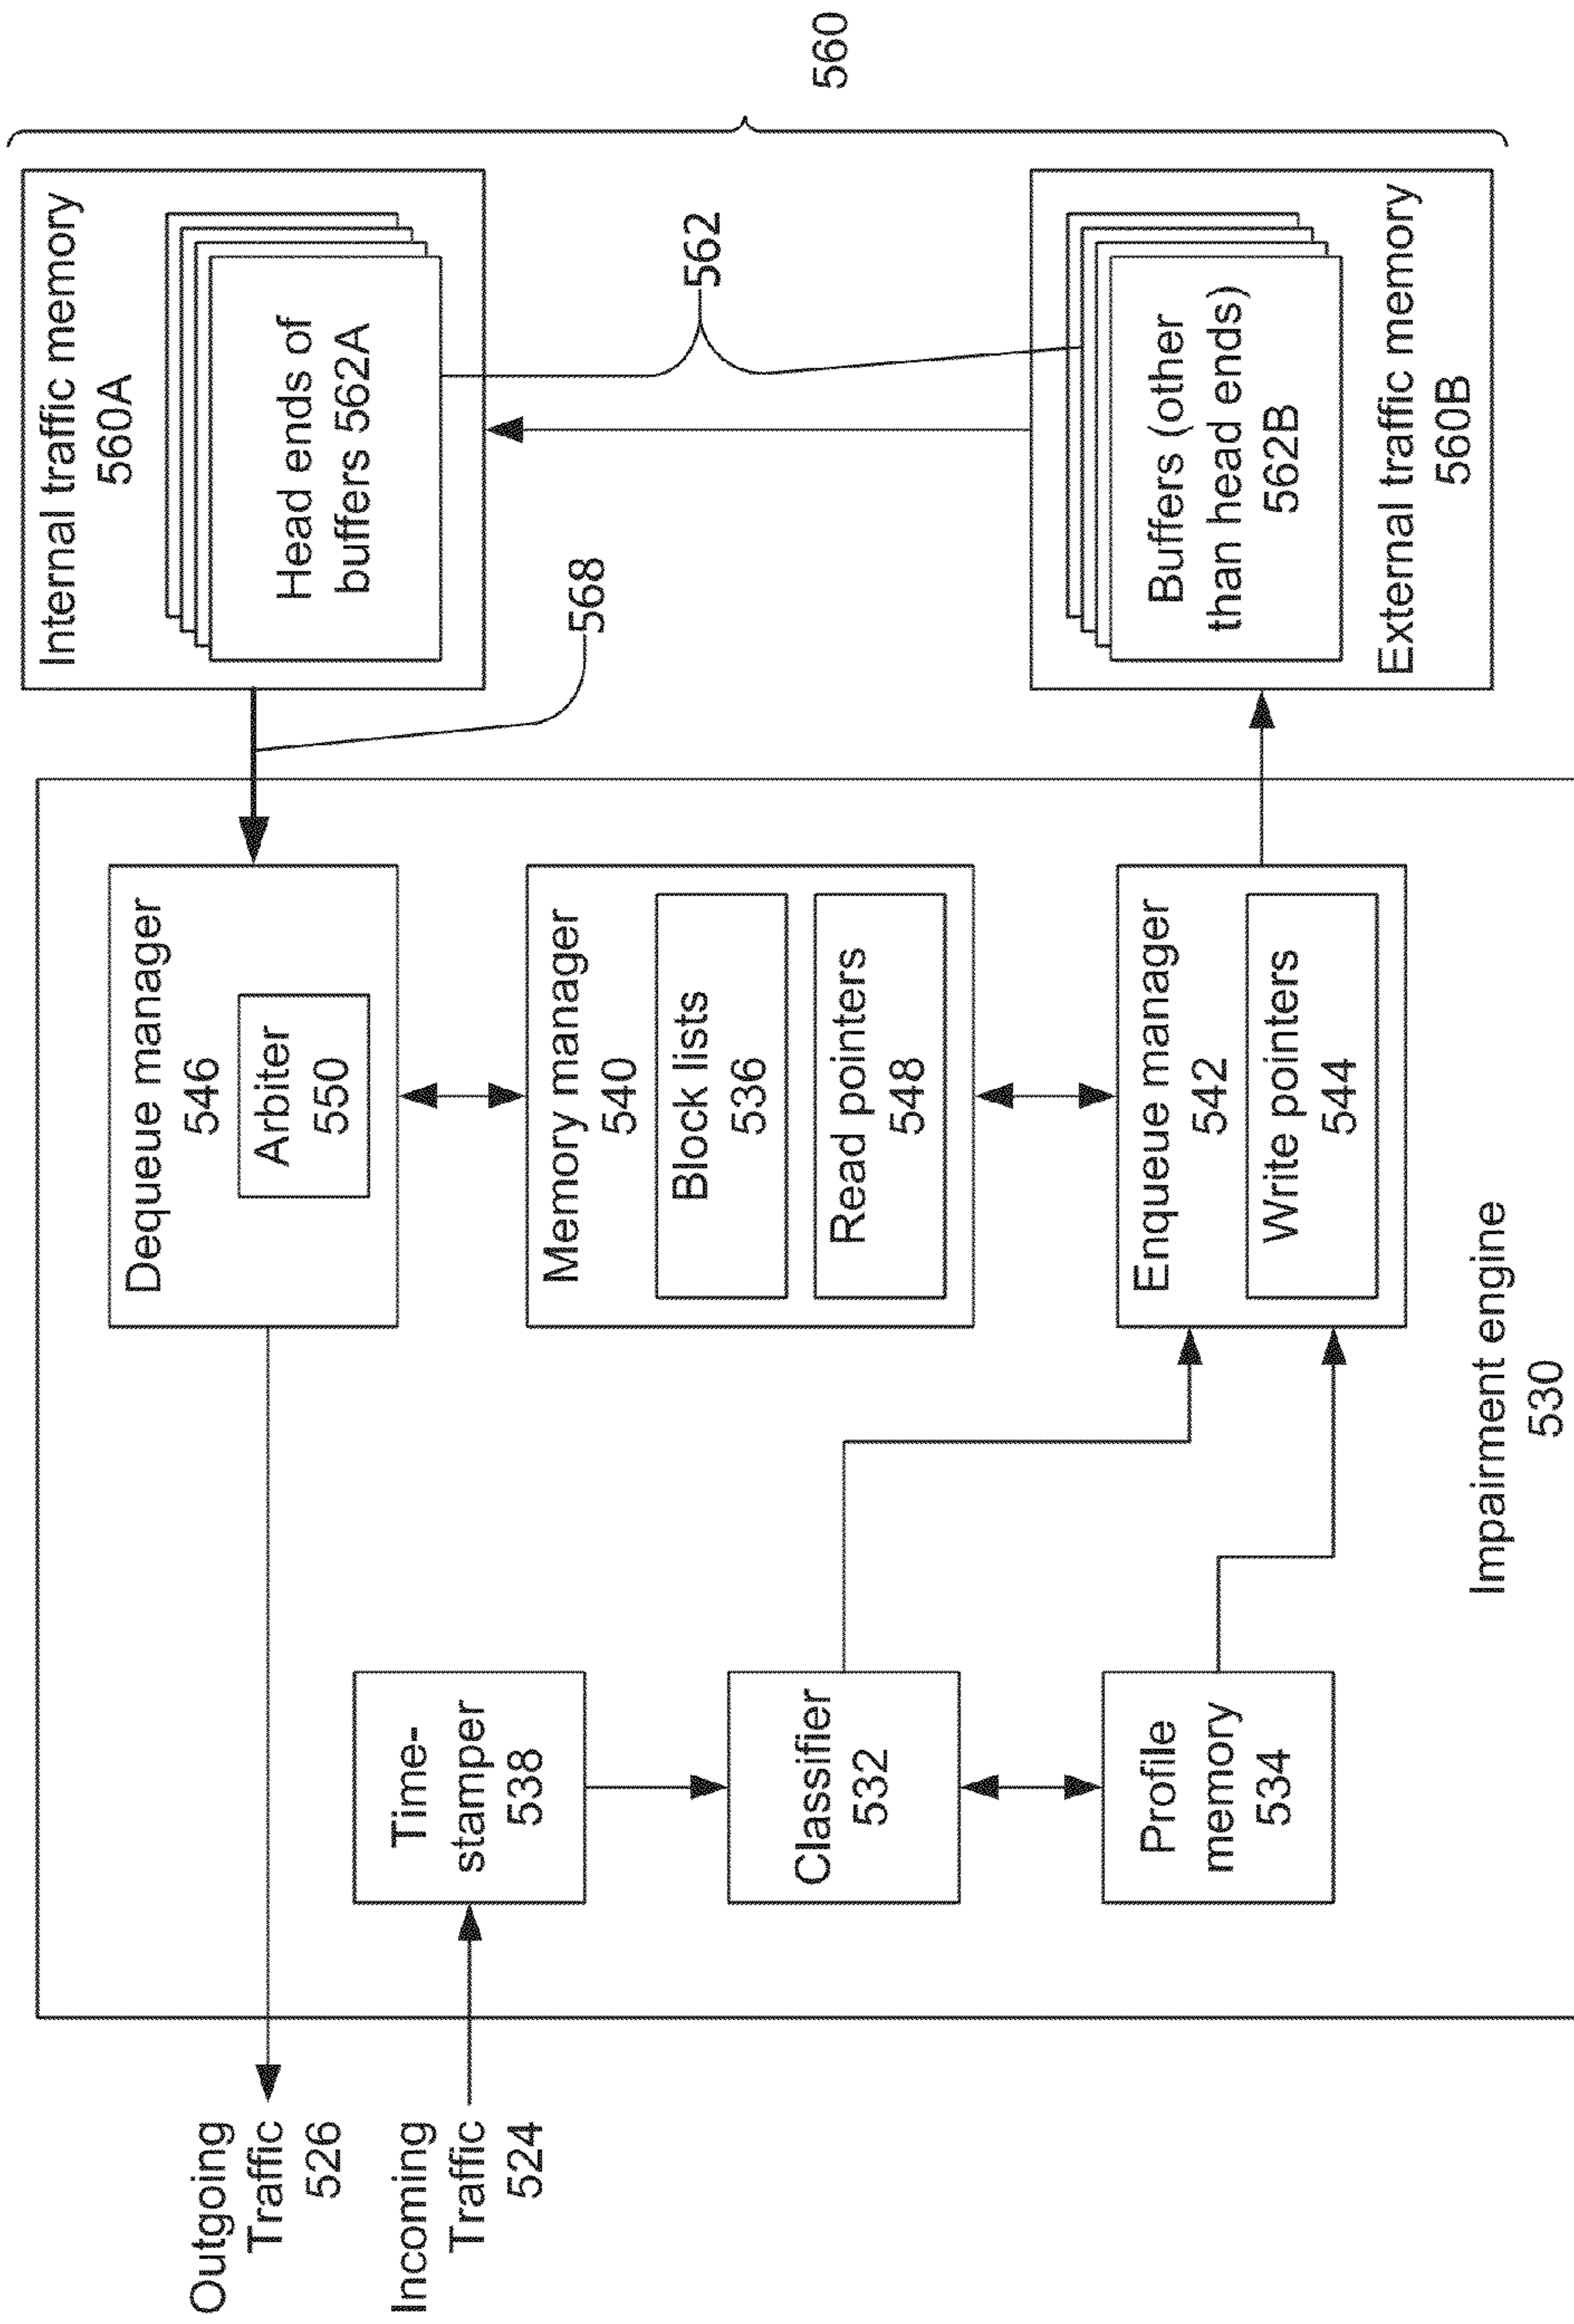 Outgoing
Traffic
526
Incoming
Traffic
524
Time-
stamper
538
Classifier
532
Profile
memory
534
Dequeue manager
546
Arbiter
550
Memory manager
540
Block lists
536
Read pointers
548
Enqueue manager
542
Write pointers
544
Impairment engine
530
568
Internal traffic memory
560A
Head ends of
buffers 562A
562
Buffers (other
than head ends)
562B
External traffic memory
560B
560